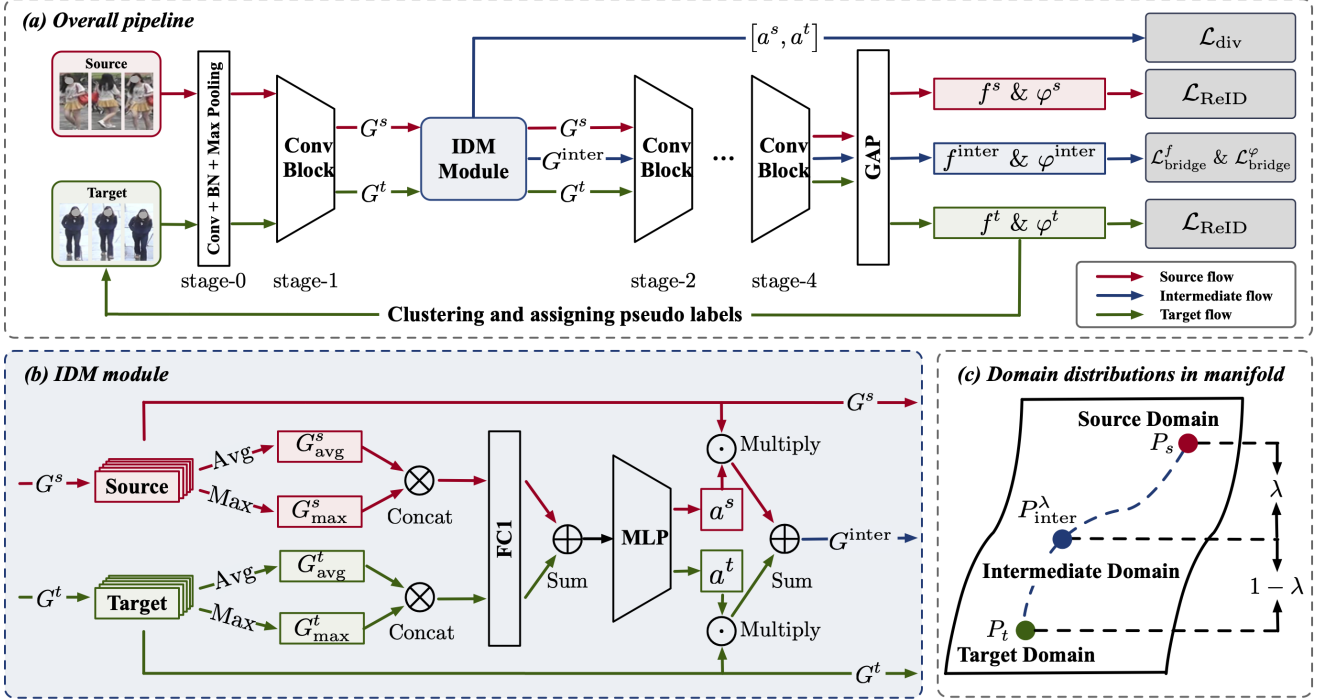 (a) Overall pipeline
Source
Target
Conv + BN + Max Pooling
stage-0
Conv
Block
stage-1
G^s
G^t
IDM
Module
G^s
G^inter
G^t
Conv
Block
stage-2
...
Conv
Block
stage-4
GAP
[a^s, a^t]
f^s & φ^s
f^inter & φ^inter
f^t & φ^t
ℒ_div
ℒ_ReID
ℒ^f_bridge & ℒ^φ_bridge
ℒ_ReID
Source flow
Intermediate flow
Target flow
Clustering and assigning pseudo labels
(b) IDM module
G^s
Source
Avg
Max
G^s_avg
G^s_max
Concat
G^t
Target
Avg
Max
G^t_avg
G^t_max
Concat
FC1
Sum
MLP
a^s
a^t
Multiply
Multiply
Sum
G^s
G^inter
G^t
(c) Domain distributions in manifold
Source Domain
P_s
P^λ_inter
Intermediate Domain
P_t
Target Domain
λ
1 − λ